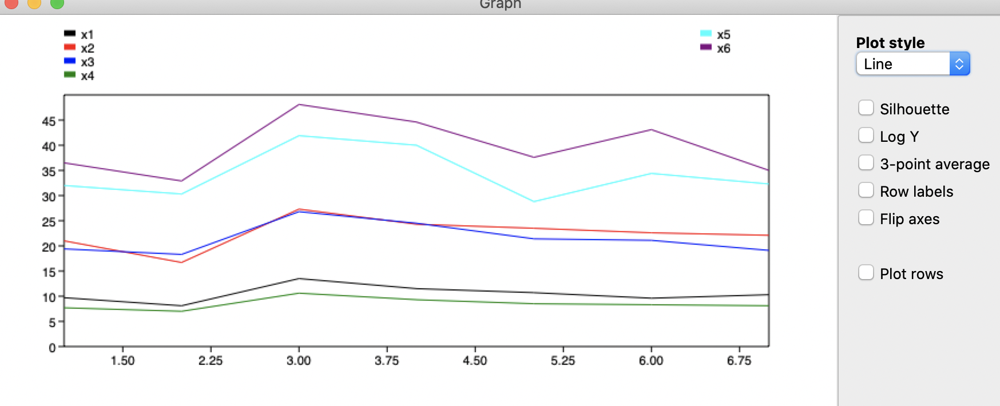 Graph
x1
x2
x3
x4
x5
x6
45
40
35
30
25
20
15
10
5
0
1.50 2.25 3.00 3.75 4.50 5.25 6.00 6.75
Plot style
Line
Silhouette
Log Y
3-point average
Row labels
Flip axes
Plot rows